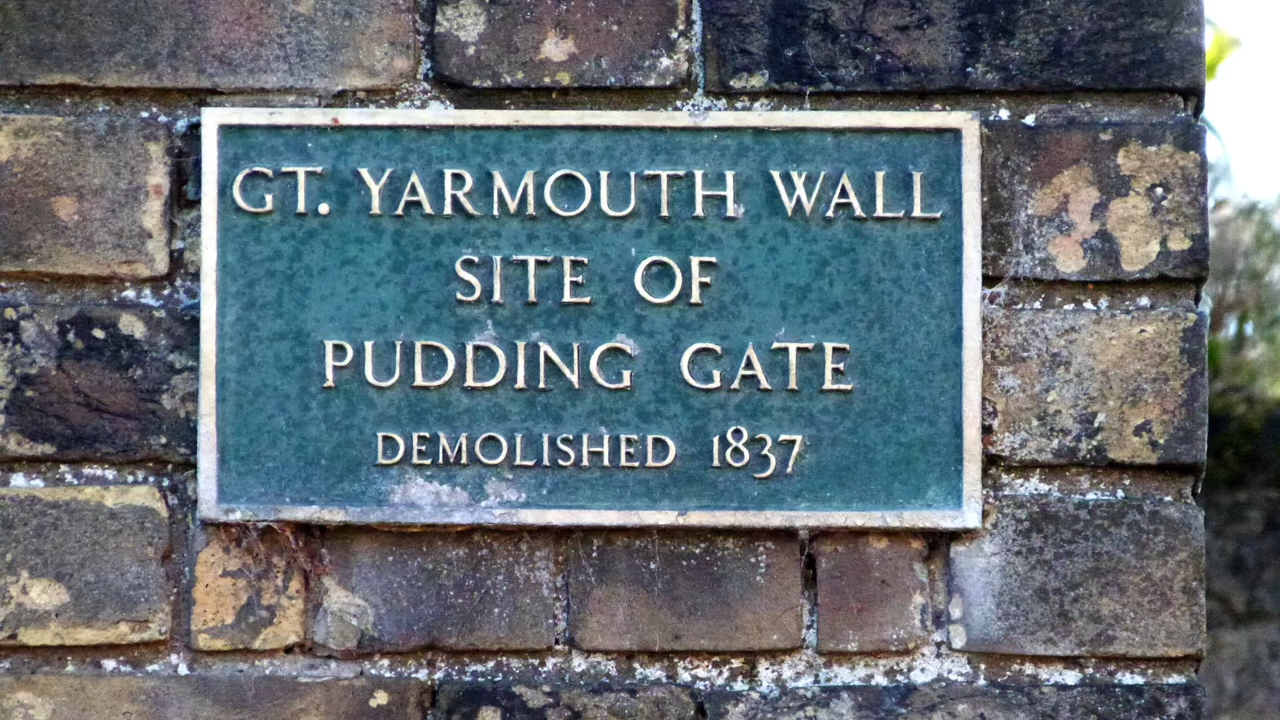 GT. YARMOUTH WALL
SITE OF
PUDDING GATE
DEMOLISHED 1837